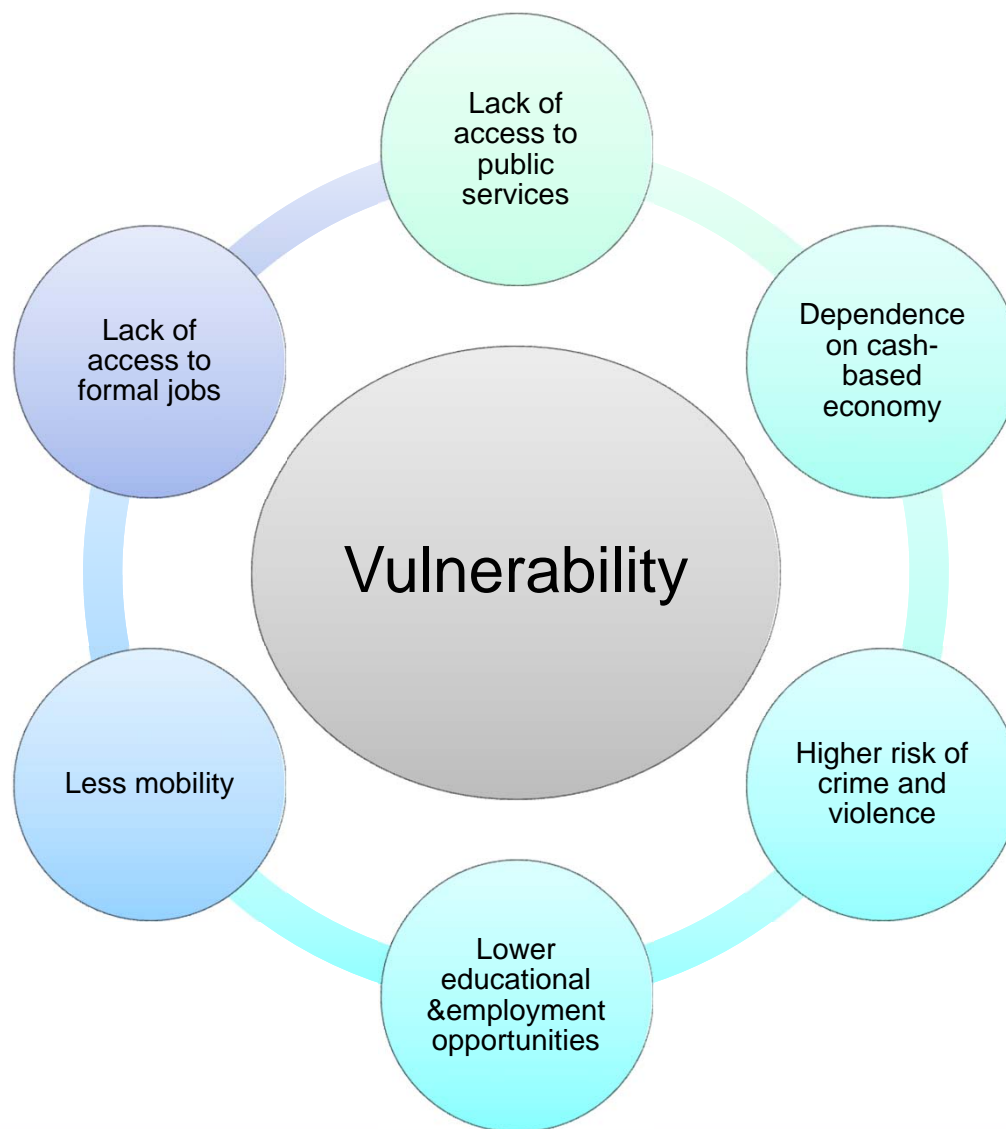 Lack of
access to
public
services
Dependence
on cash-
based
economy
Higher risk of
crime and
violence
Lower
educational
&employment
opportunities
Less mobility
Lack of
access to
formal jobs
Vulnerability